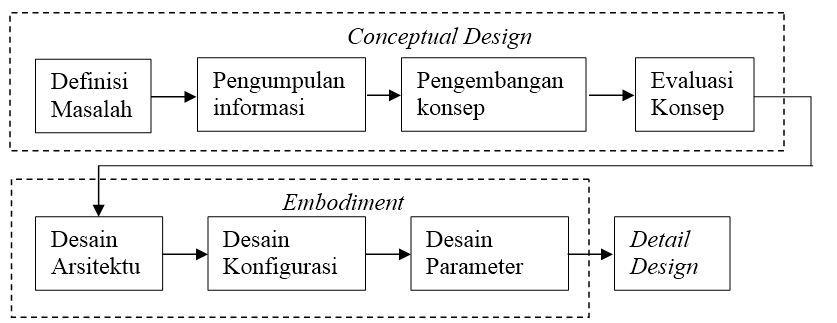 Conceptual Design
Definisi
Masalah
Pengumpulan
informasi
Pengembangan
konsep
Evaluasi
Konsep
Embodiment
Desain
Arsitektu
Desain
Konfigurasi
Desain
Parameter
Detail
Design